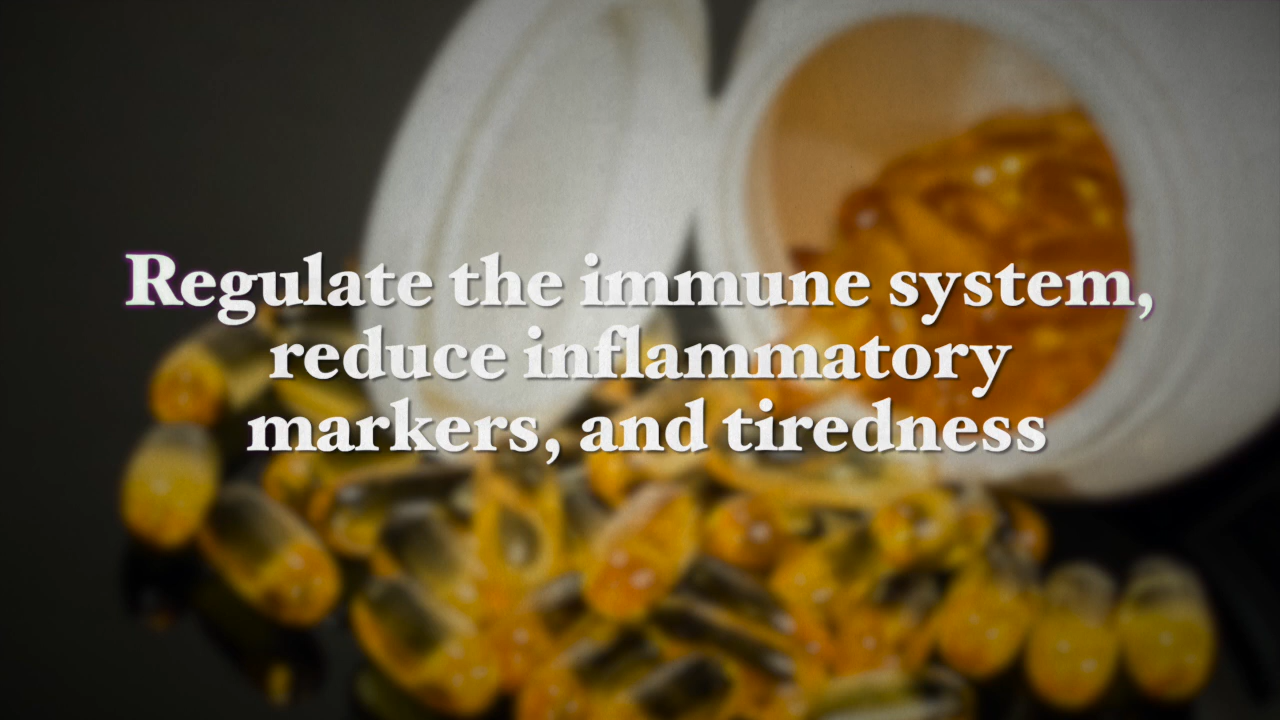 Regulate the immune system,
reduce inflammatory
markers, and tiredness